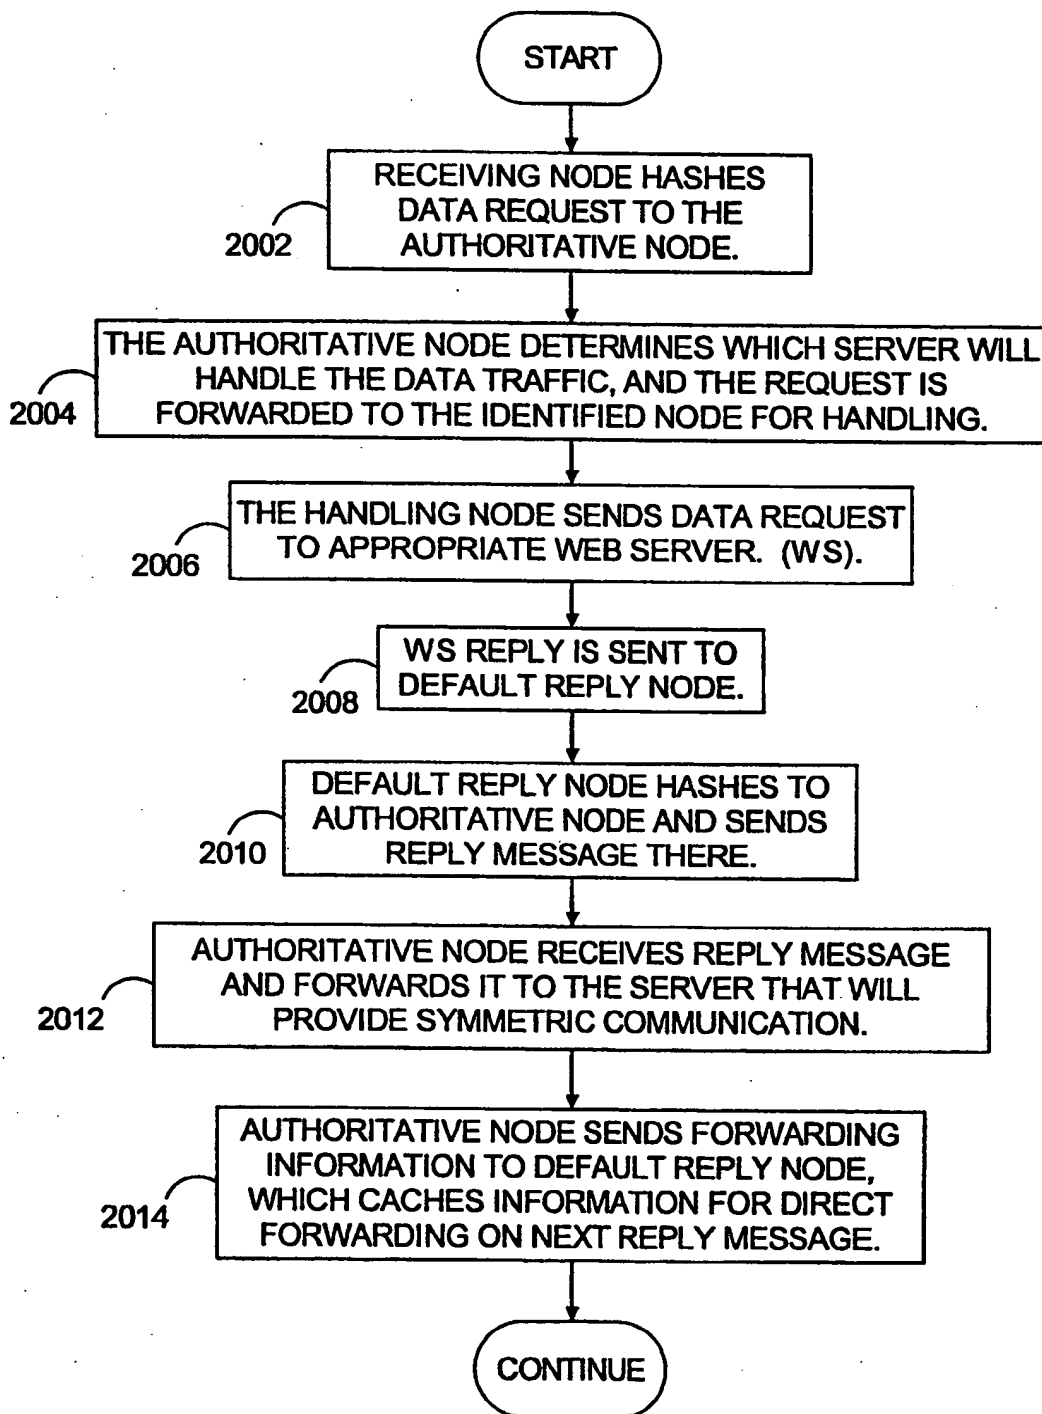 START
RECEIVING NODE HASHES
DATA REQUEST TO THE
AUTHORITATIVE NODE.
2002
THE AUTHORITATIVE NODE DETERMINES WHICH SERVER WILL
HANDLE THE DATA TRAFFIC, AND THE REQUEST IS
FORWARDED TO THE IDENTIFIED NODE FOR HANDLING.
2004
THE HANDLING NODE SENDS DATA REQUEST
TO APPROPRIATE WEB SERVER. (WS).
2006
WS REPLY IS SENT TO
DEFAULT REPLY NODE.
2008
DEFAULT REPLY NODE HASHES TO
AUTHORITATIVE NODE AND SENDS
REPLY MESSAGE THERE.
2010
AUTHORITATIVE NODE RECEIVES REPLY MESSAGE
AND FORWARDS IT TO THE SERVER THAT WILL
PROVIDE SYMMETRIC COMMUNICATION.
2012
AUTHORITATIVE NODE SENDS FORWARDING
INFORMATION TO DEFAULT REPLY NODE,
WHICH CACHES INFORMATION FOR DIRECT
FORWARDING ON NEXT REPLY MESSAGE.
2014
CONTINUE